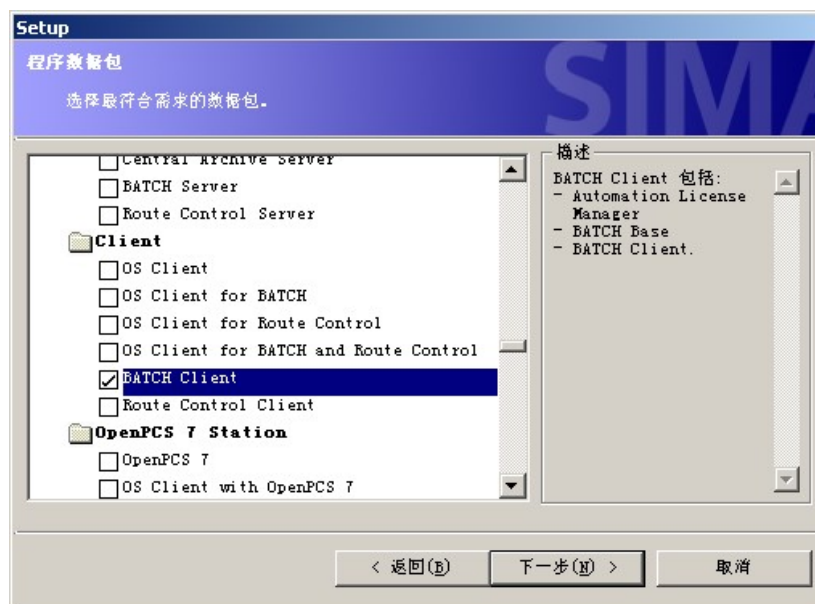 Setup
程序数据包
选择最符合需求的数据包。
SIMA
Central Archive Server
BATCH Server
Route Control Server
Client
OS Client
OS Client for BATCH
OS Client for Route Control
OS Client for BATCH and Route Control
BATCH Client
Route Control Client
OpenPCS 7 Station
OpenPCS 7
OS Client with OpenPCS 7
描述
BATCH Client 包括:
- Automation License
Manager
- BATCH Base
- BATCH Client.
< 返回(B)
下一步(N) >
取消